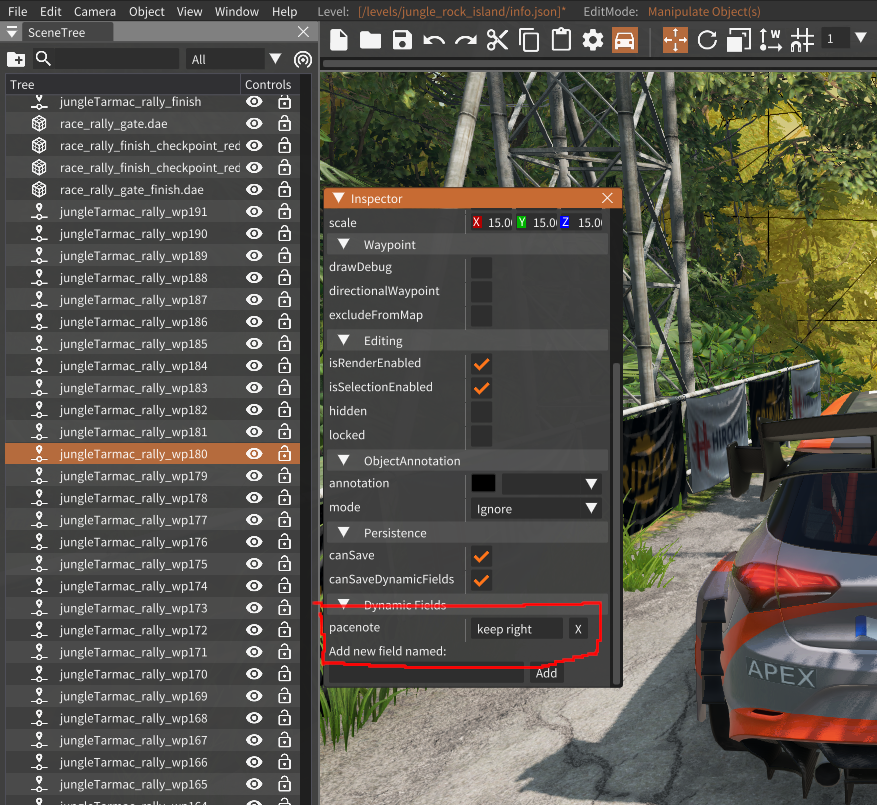 File Edit Camera Object View Window Help Level: [/levels/jungle_rock_island/info.json]* EditMode: Manipulate Object(s)
SceneTree
All
W
1
Tree Controls
jungleTarmac_rally_finish
race_rally_gate.dae
race_rally_finish_checkpoint_red
race_rally_finish_checkpoint_red
race_rally_gate_finish.dae
jungleTarmac_rally_wp191
jungleTarmac_rally_wp190
jungleTarmac_rally_wp189
jungleTarmac_rally_wp188
jungleTarmac_rally_wp187
jungleTarmac_rally_wp186
jungleTarmac_rally_wp185
jungleTarmac_rally_wp184
jungleTarmac_rally_wp183
jungleTarmac_rally_wp182
jungleTarmac_rally_wp181
jungleTarmac_rally_wp180
jungleTarmac_rally_wp179
jungleTarmac_rally_wp178
jungleTarmac_rally_wp177
jungleTarmac_rally_wp176
jungleTarmac_rally_wp175
jungleTarmac_rally_wp174
jungleTarmac_rally_wp173
jungleTarmac_rally_wp172
jungleTarmac_rally_wp171
jungleTarmac_rally_wp170
jungleTarmac_rally_wp169
jungleTarmac_rally_wp168
jungleTarmac_rally_wp167
jungleTarmac_rally_wp166
jungleTarmac_rally_wp165
jungleTarmac_rally_wp164
Inspector
scale X 15.0 Y 15.0 Z 15.0
Waypoint
drawDebug
directionalWaypoint
excludeFromMap
Editing
isRenderEnabled
isSelectionEnabled
hidden
locked
ObjectAnnotation
annotation
mode Ignore
Persistence
canSave
canSaveDynamicFields
Dynamic Fields
pacenote keep right X
Add new field named:
Add
HIROCHI
APEX